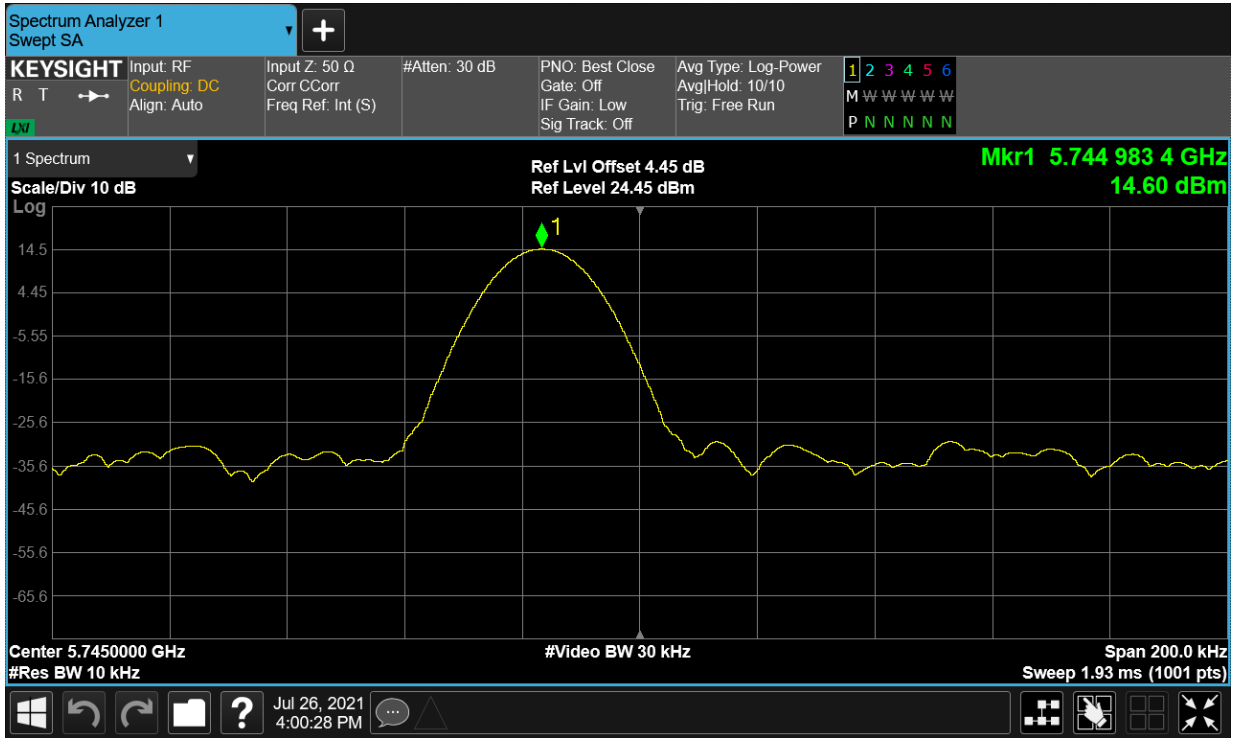 Spectrum Analyzer 1
Swept SA
+
KEYSIGHT
R T
LXI
Input: RF
Coupling: DC
Align: Auto
Input Z: 50 Ω
Corr CCorr
Freq Ref: Int (S)
#Atten: 30 dB
PNO: Best Close
Gate: Off
IF Gain: Low
Sig Track: Off
Avg Type: Log-Power
Avg|Hold: 10/10
Trig: Free Run
1 2 3 4 5 6
M W W W W W
P N N N N N
1 Spectrum
Scale/Div 10 dB
Log
Ref Lvl Offset 4.45 dB
Ref Level 24.45 dBm
Mkr1 5.744 983 4 GHz
14.60 dBm
1
14.5
4.45
-5.55
-15.6
-25.6
-35.6
-45.6
-55.6
-65.6
Center 5.7450000 GHz
#Res BW 10 kHz
#Video BW 30 kHz
Span 200.0 kHz
Sweep 1.93 ms (1001 pts)
?
Jul 26, 2021
4:00:28 PM